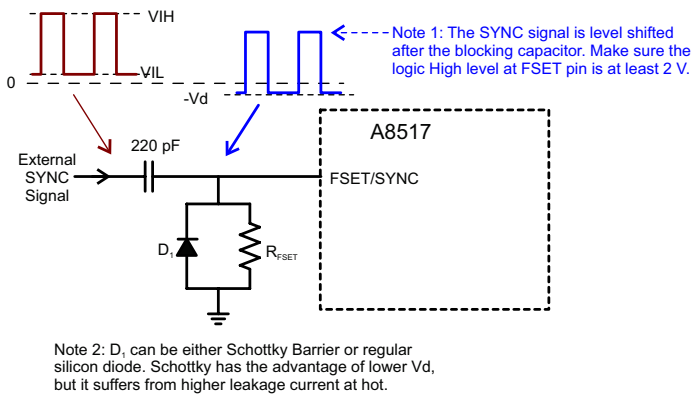 VIH
VIL
0
-Vd
Note 1: The SYNC signal is level shifted
after the blocking capacitor. Make sure the
logic High level at FSET pin is at least 2 V.
A8517
220 pF
External
SYNC
Signal
FSET/SYNC
D1
RFSET
Note 2: D1 can be either Schottky Barrier or regular
silicon diode. Schottky has the advantage of lower Vd,
but it suffers from higher leakage current at hot.